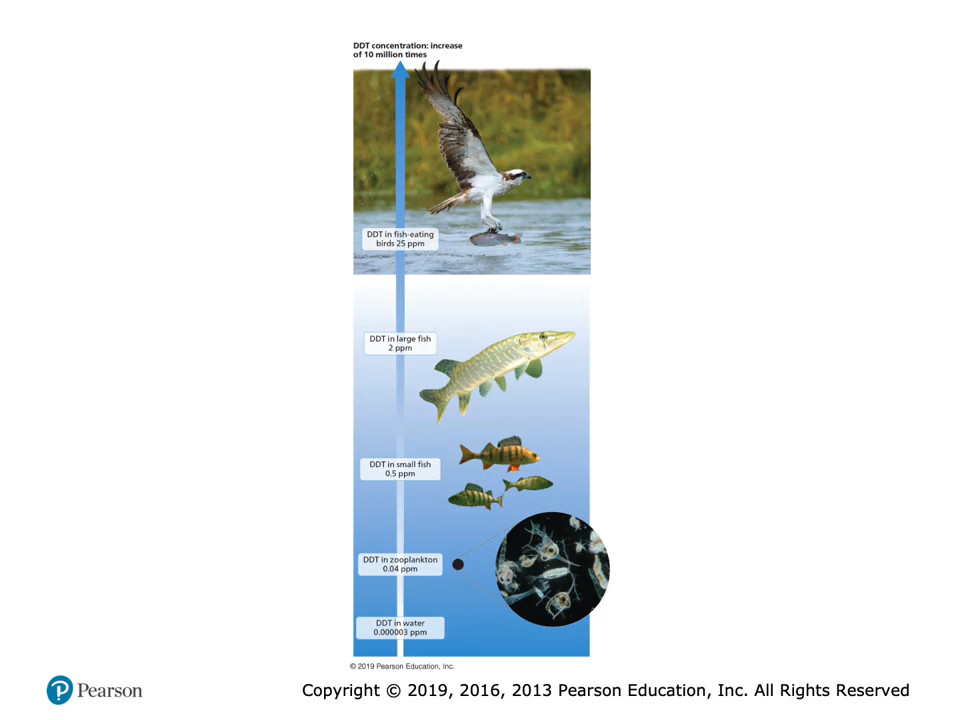 DDT concentration: increase
of 10 million times
DDT in fish-eating
birds 25 ppm
DDT in large fish
2 ppm
DDT in small fish
0.5 ppm
DDT in zooplankton
0.04 ppm
DDT in water
0.000003 ppm
© 2019 Pearson Education, Inc.
Pearson
Copyright © 2019, 2016, 2013 Pearson Education, Inc. All Rights Reserved